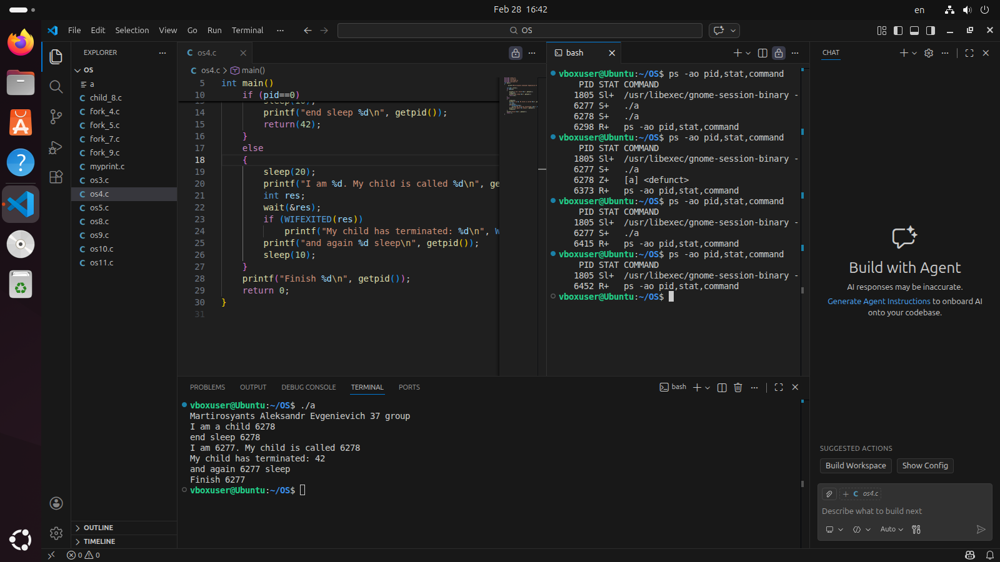 Feb 28 16:42
en
File Edit Selection View Go Run Terminal ···
OS
EXPLORER
OS
a
child_8.c
fork_4.c
fork_5.c
fork_7.c
fork_9.c
myprint.c
os3.c
os4.c
os5.c
os8.c
os9.c
os10.c
os11.c
OUTLINE
TIMELINE
os4.c
os4.c > main()
5 int main()
10 if (pid==0)
14 printf("end sleep %d\n", getpid());
15 return(42);
16 }
17 else
18 {
19 sleep(20);
20 printf("I am %d. My child is called %d\n", ge
21 int res;
22 wait(&res);
23 if (WIFEXITED(res))
24 printf("My child has terminated: %d\n", W
25 printf("and again %d sleep\n", getpid());
26 sleep(10);
27 }
28 printf("Finish %d\n", getpid());
29 return 0;
30 }
31
bash
vboxuser@Ubuntu:~/OS$ ps -ao pid,stat,command
PID STAT COMMAND
1805 Sl+ /usr/libexec/gnome-session-binary -
6277 S+ ./a
6278 S+ ./a
6298 R+ ps -ao pid,stat,command
vboxuser@Ubuntu:~/OS$ ps -ao pid,stat,command
PID STAT COMMAND
1805 Sl+ /usr/libexec/gnome-session-binary -
6277 S+ ./a
6278 Z+ [a] <defunct>
6373 R+ ps -ao pid,stat,command
vboxuser@Ubuntu:~/OS$ ps -ao pid,stat,command
PID STAT COMMAND
1805 Sl+ /usr/libexec/gnome-session-binary -
6277 S+ ./a
6415 R+ ps -ao pid,stat,command
vboxuser@Ubuntu:~/OS$ ps -ao pid,stat,command
PID STAT COMMAND
1805 Sl+ /usr/libexec/gnome-session-binary -
6452 R+ ps -ao pid,stat,command
vboxuser@Ubuntu:~/OS$
PROBLEMS OUTPUT DEBUG CONSOLE TERMINAL PORTS
bash
vboxuser@Ubuntu:~/OS$ ./a
Martirosyants Aleksandr Evgenievich 37 group
I am a child 6278
end sleep 6278
I am 6277. My child is called 6278
My child has terminated: 42
and again 6277 sleep
Finish 6277
vboxuser@Ubuntu:~/OS$
CHAT
Build with Agent
AI responses may be inaccurate.
Generate Agent Instructions to onboard AI
onto your codebase.
SUGGESTED ACTIONS
Build Workspace Show Config
+ C os4.c
Describe what to build next
Auto
0 0